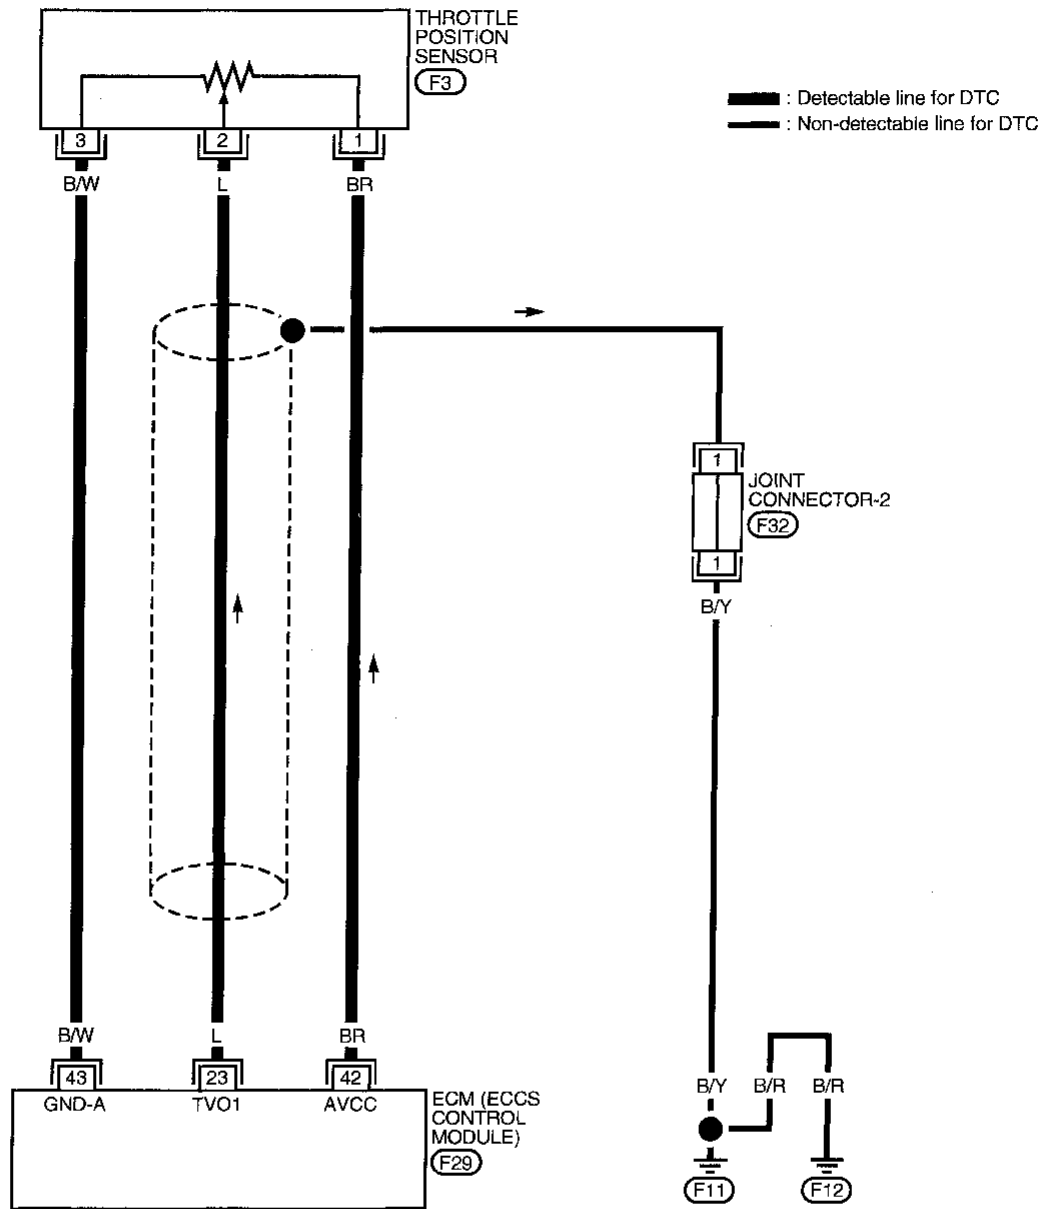 THROTTLE
POSITION
SENSOR
F3
: Detectable line for DTC
: Non-detectable line for DTC
3 2 1
B/W L BR
1
JOINT
CONNECTOR-2
F32
1
B/Y
B/W L BR
43 23 42
GND-A TVO1 AVCC
ECM (ECCS
CONTROL
MODULE)
F29
B/Y B/R B/R
F11 F12